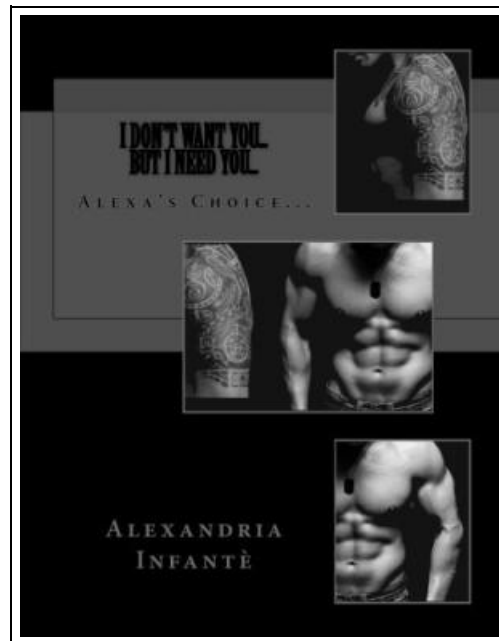 I DON'T WANT YOU...
BUT I NEED YOU...
ALEXA'S CHOICE...
ALEXANDRIA
INFANTÈ